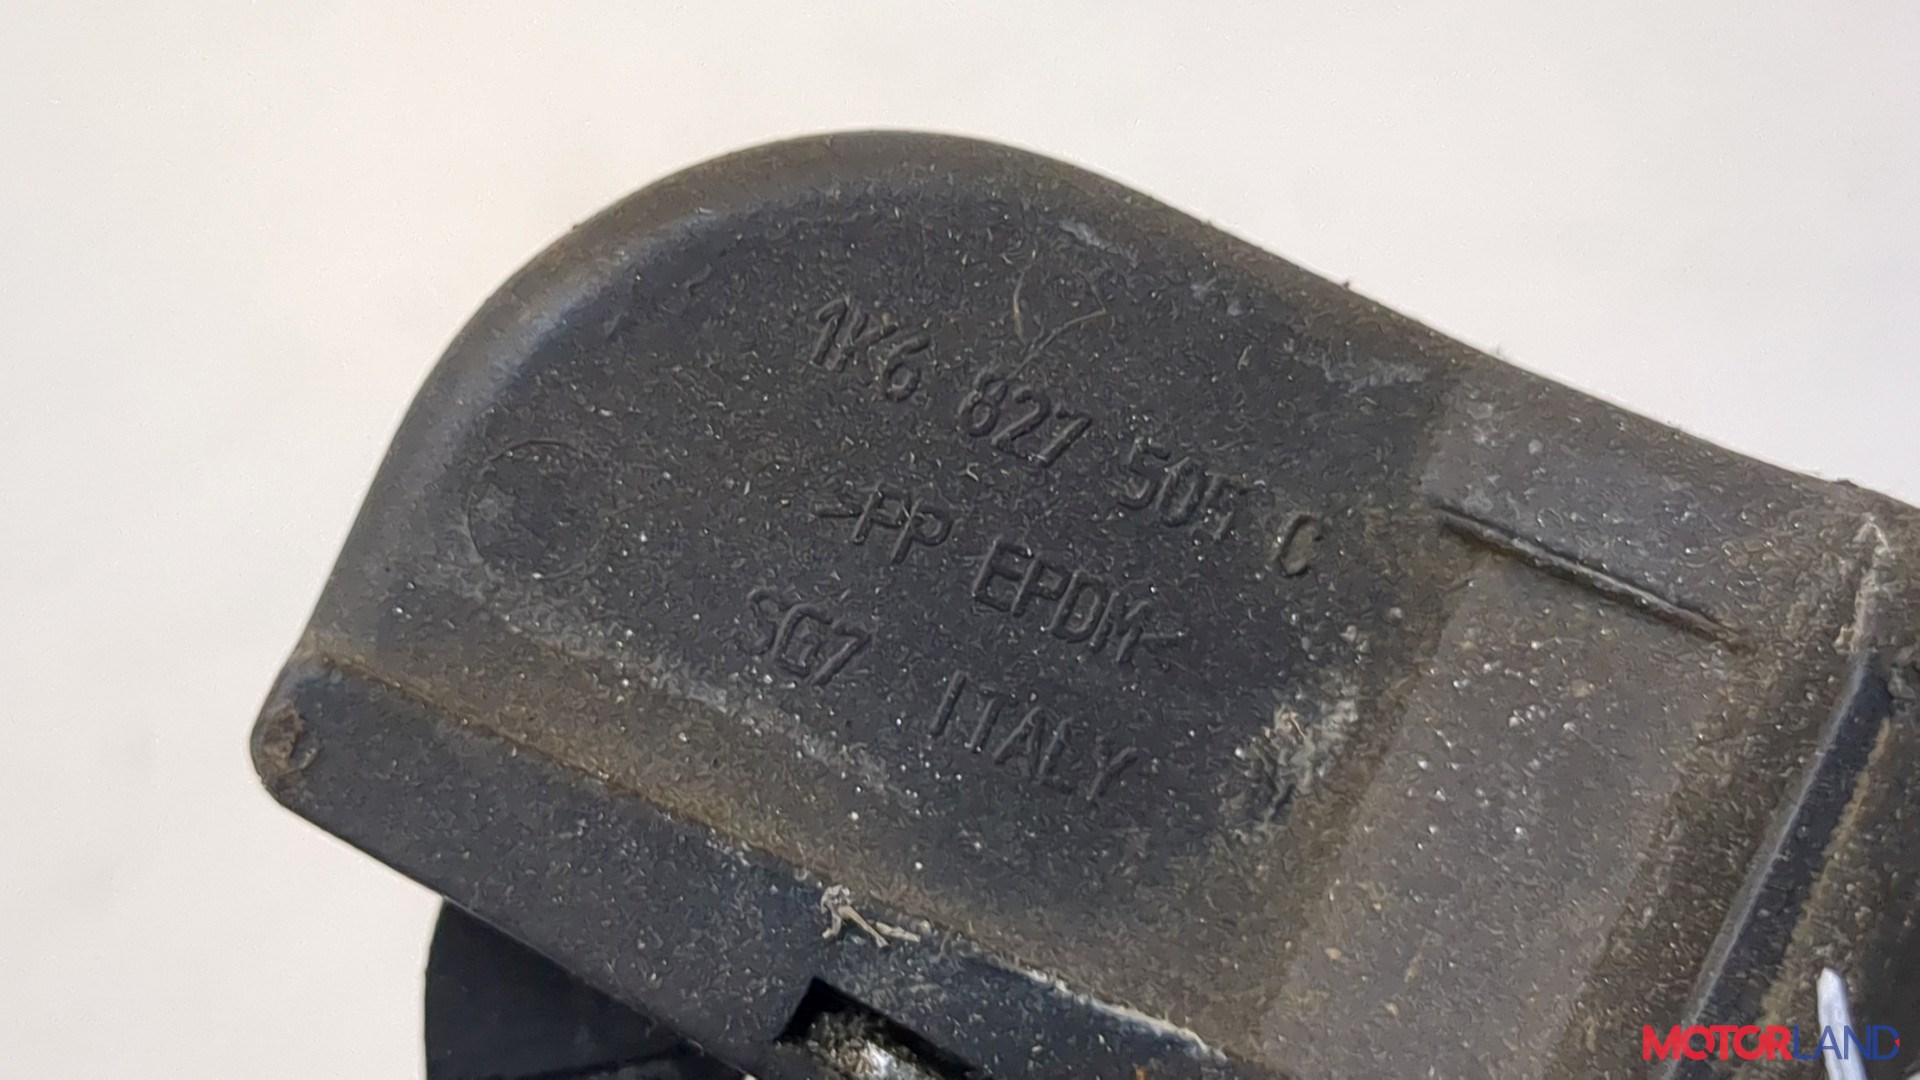 1K6 827 505 C
>PP EPDM<
SG7 ITALY
MOTORLAND